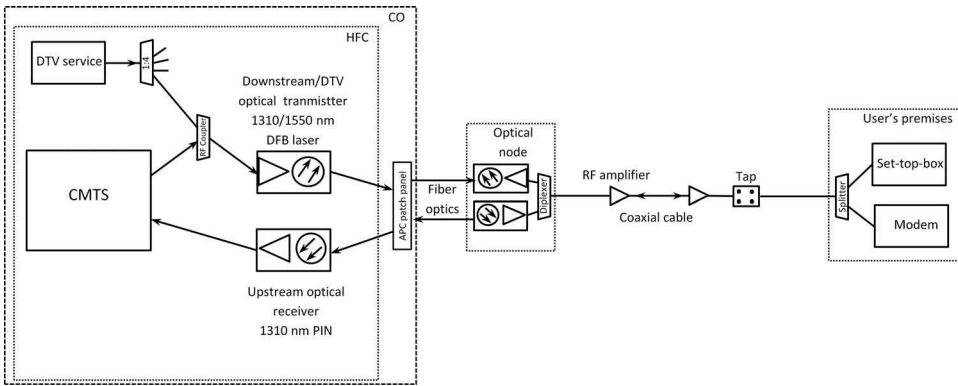 CO
HFC
DTV service
1:4
Downstream/DTV
optical tranmistter
1310/1550 nm
DFB laser
RF Coupler
CMTS
Upstream optical
receiver
1310 nm PIN
APC patch panel
Fiber
optics
Optical
node
Diplexer
RF amplifier
Coaxial cable
Tap
User's premises
Splitter
Set-top-box
Modem